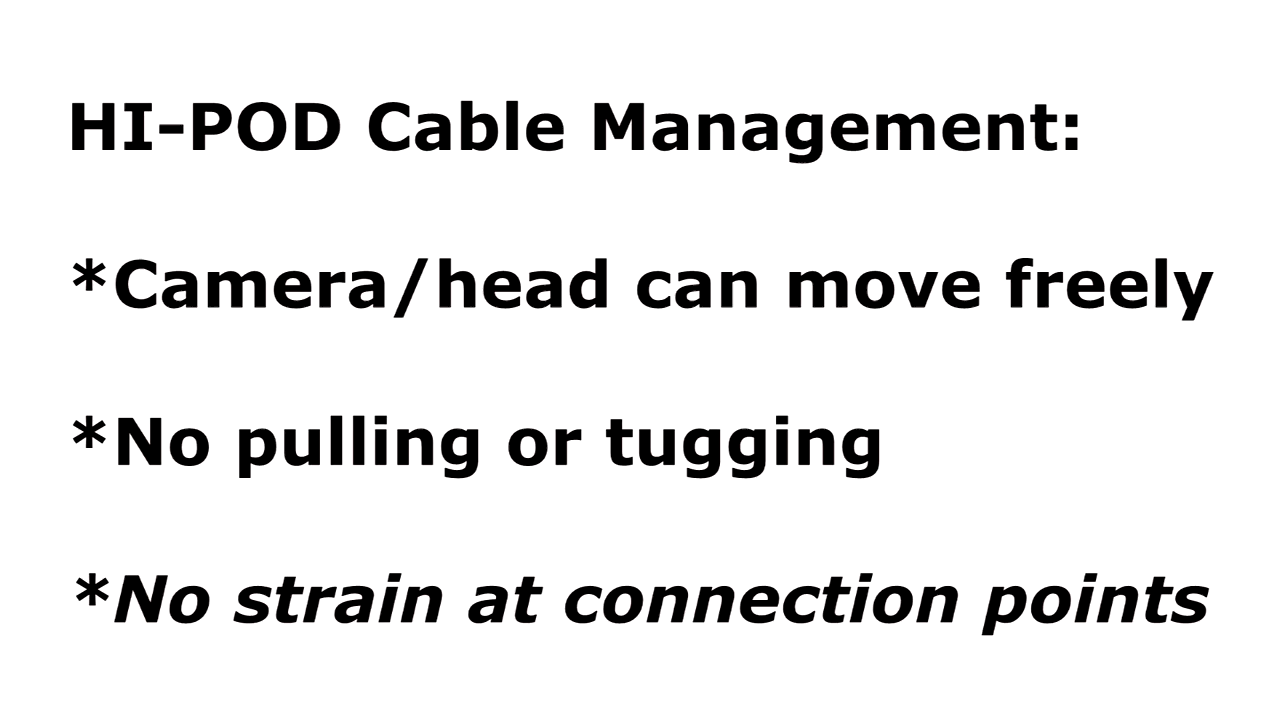 HI-POD Cable Management:
*Camera/head can move freely
*No pulling or tugging
*No strain at connection points